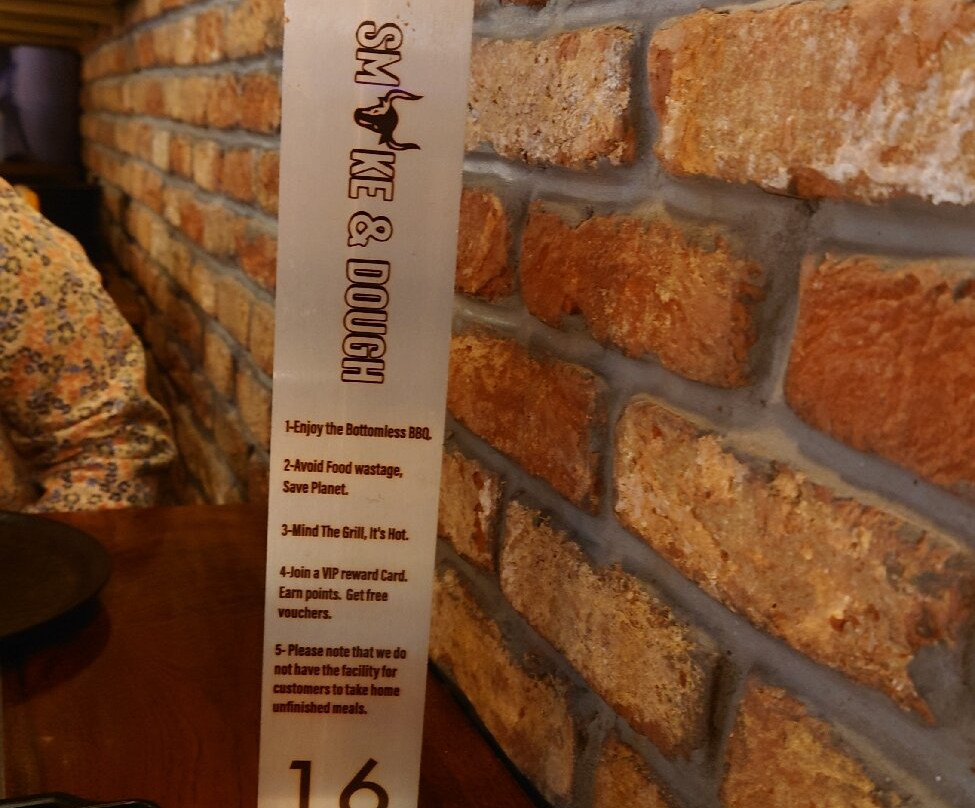 SMOKE & DOUGH
1-Enjoy the Bottomless BBQ.
2-Avoid Food wastage,
Save Planet.
3-Mind The Grill, It's Hot.
4-Join a VIP reward Card.
Earn points. Get free
vouchers.
5- Please note that we do
not have the facility for
customers to take home
unfinished meals.
16